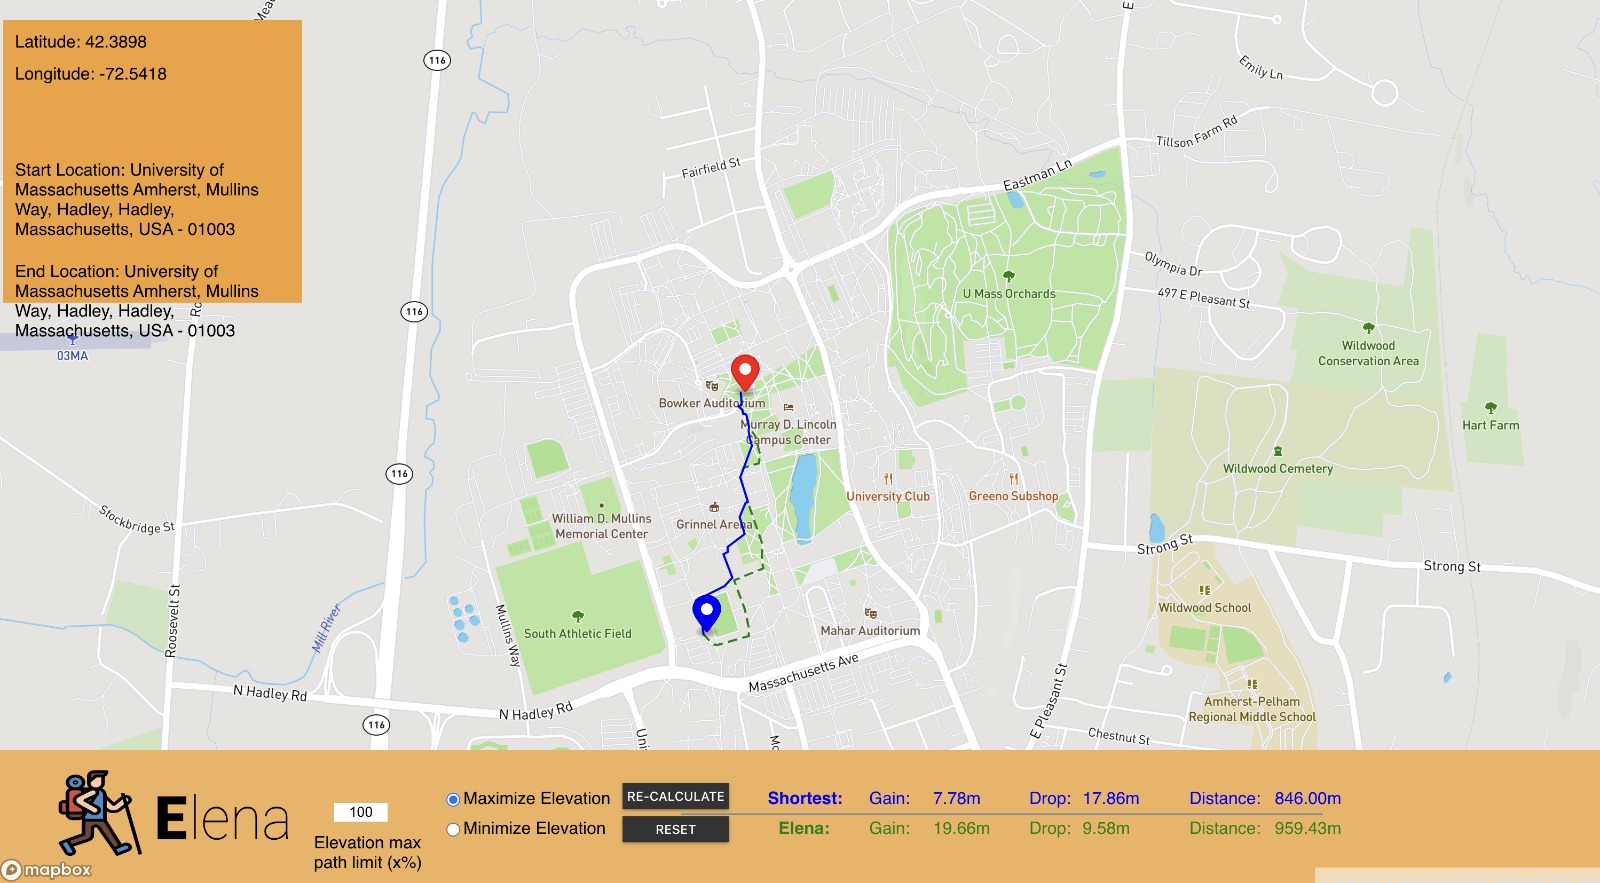 Latitude: 42.3898
Longitude: -72.5418
Start Location: University of
Massachusetts Amherst, Mullins
Way, Hadley, Hadley,
Massachusetts, USA - 01003
End Location: University of
Massachusetts Amherst, Mullins
Way, Hadley, Hadley,
Massachusetts, USA - 01003
03MA
116
116
116
116
Fairfield St
Eastman Ln
Emily Ln
Tillson Farm Rd
Olympia Dr
497 E Pleasant St
U Mass Orchards
Wildwood
Conservation Area
Hart Farm
Wildwood Cemetery
Bowker Auditorium
Murray D. Lincoln
Campus Center
University Club
Greeno Subshop
Grinnel Arena
William D. Mullins
Memorial Center
Stockbridge St
Strong St
Strong St
Wildwood School
Roosevelt St
Mill River
Mullins Way
South Athletic Field
Mahar Auditorium
Massachusetts Ave
N Hadley Rd
N Hadley Rd
E Pleasant St
Amherst-Pelham
Regional Middle School
Chestnut St
Elena
100
Elevation max
path limit (x%)
Maximize Elevation
Minimize Elevation
RE-CALCULATE
RESET
Shortest: Gain: 7.78m Drop: 17.86m Distance: 846.00m
Elena: Gain: 19.66m Drop: 9.58m Distance: 959.43m
mapbox